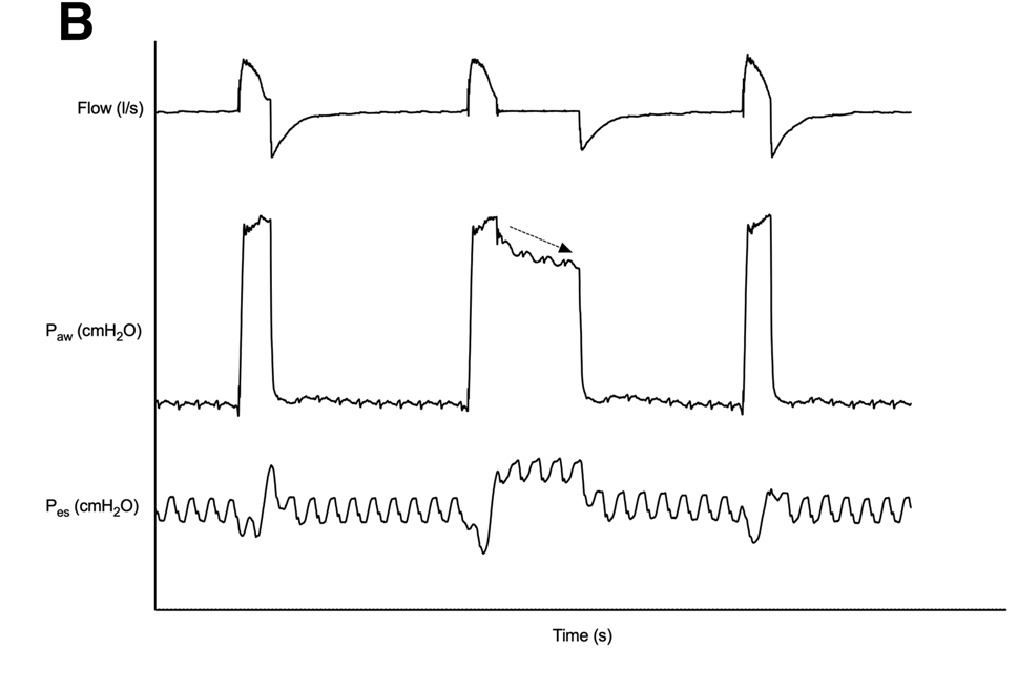 B
Flow (l/s)
Paw (cmH2O)
Pes (cmH2O)
Time (s)